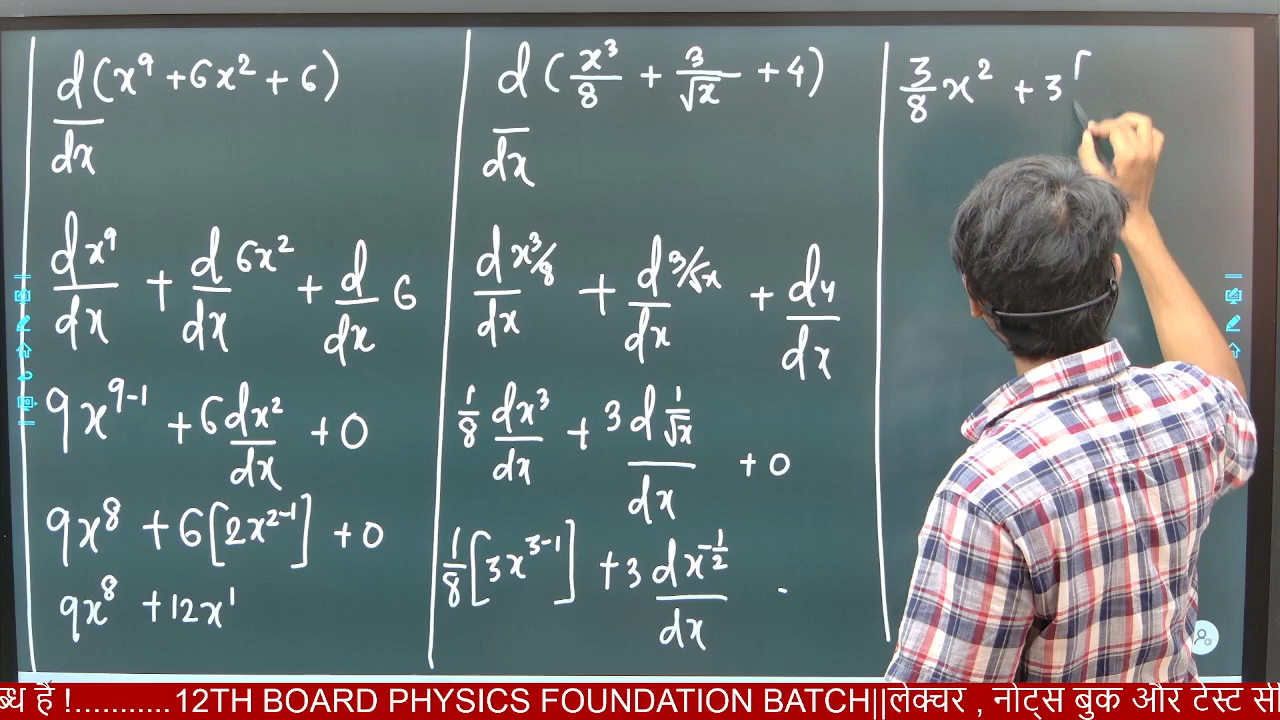 d/dx (x⁹ + 6x² + 6)
dx⁹/dx + d/dx 6x² + d/dx 6
9x⁹⁻¹ + 6 dx²/dx + 0
9x⁸ + 6[2x²⁻¹] + 0
9x⁸ + 12x¹
d/dx (x³/8 + 3/√x + 4)
d x³/8 /dx + d 3/√x /dx + d4/dx
1/8 dx³/dx + 3 d 1/√x /dx + 0
1/8 [3x³⁻¹] + 3 dx^(-1/2)/dx .
3/8 x² + 3 [
ब्ध है !...........12TH BOARD PHYSICS FOUNDATION BATCH||लेक्चर , नोट्स बुक और टेस्ट सी